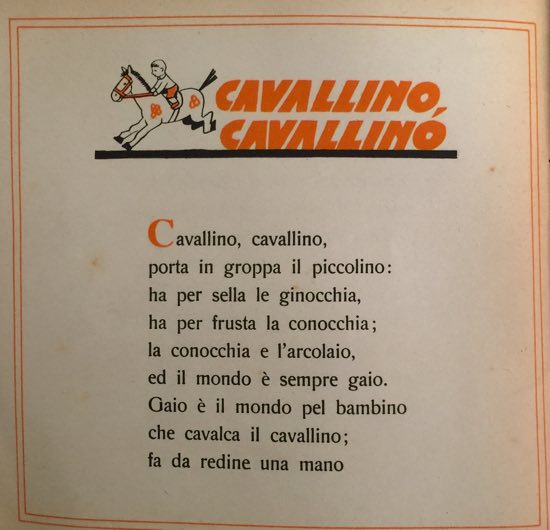 CAVALLINO,
CAVALLINÓ
Cavallino, cavallino,
porta in groppa il piccolino:
ha per sella le ginocchia,
ha per frusta la conocchia;
la conocchia e l'arcolaio,
ed il mondo è sempre gaio.
Gaio è il mondo pel bambino
che cavalca il cavallino;
fa da redine una mano